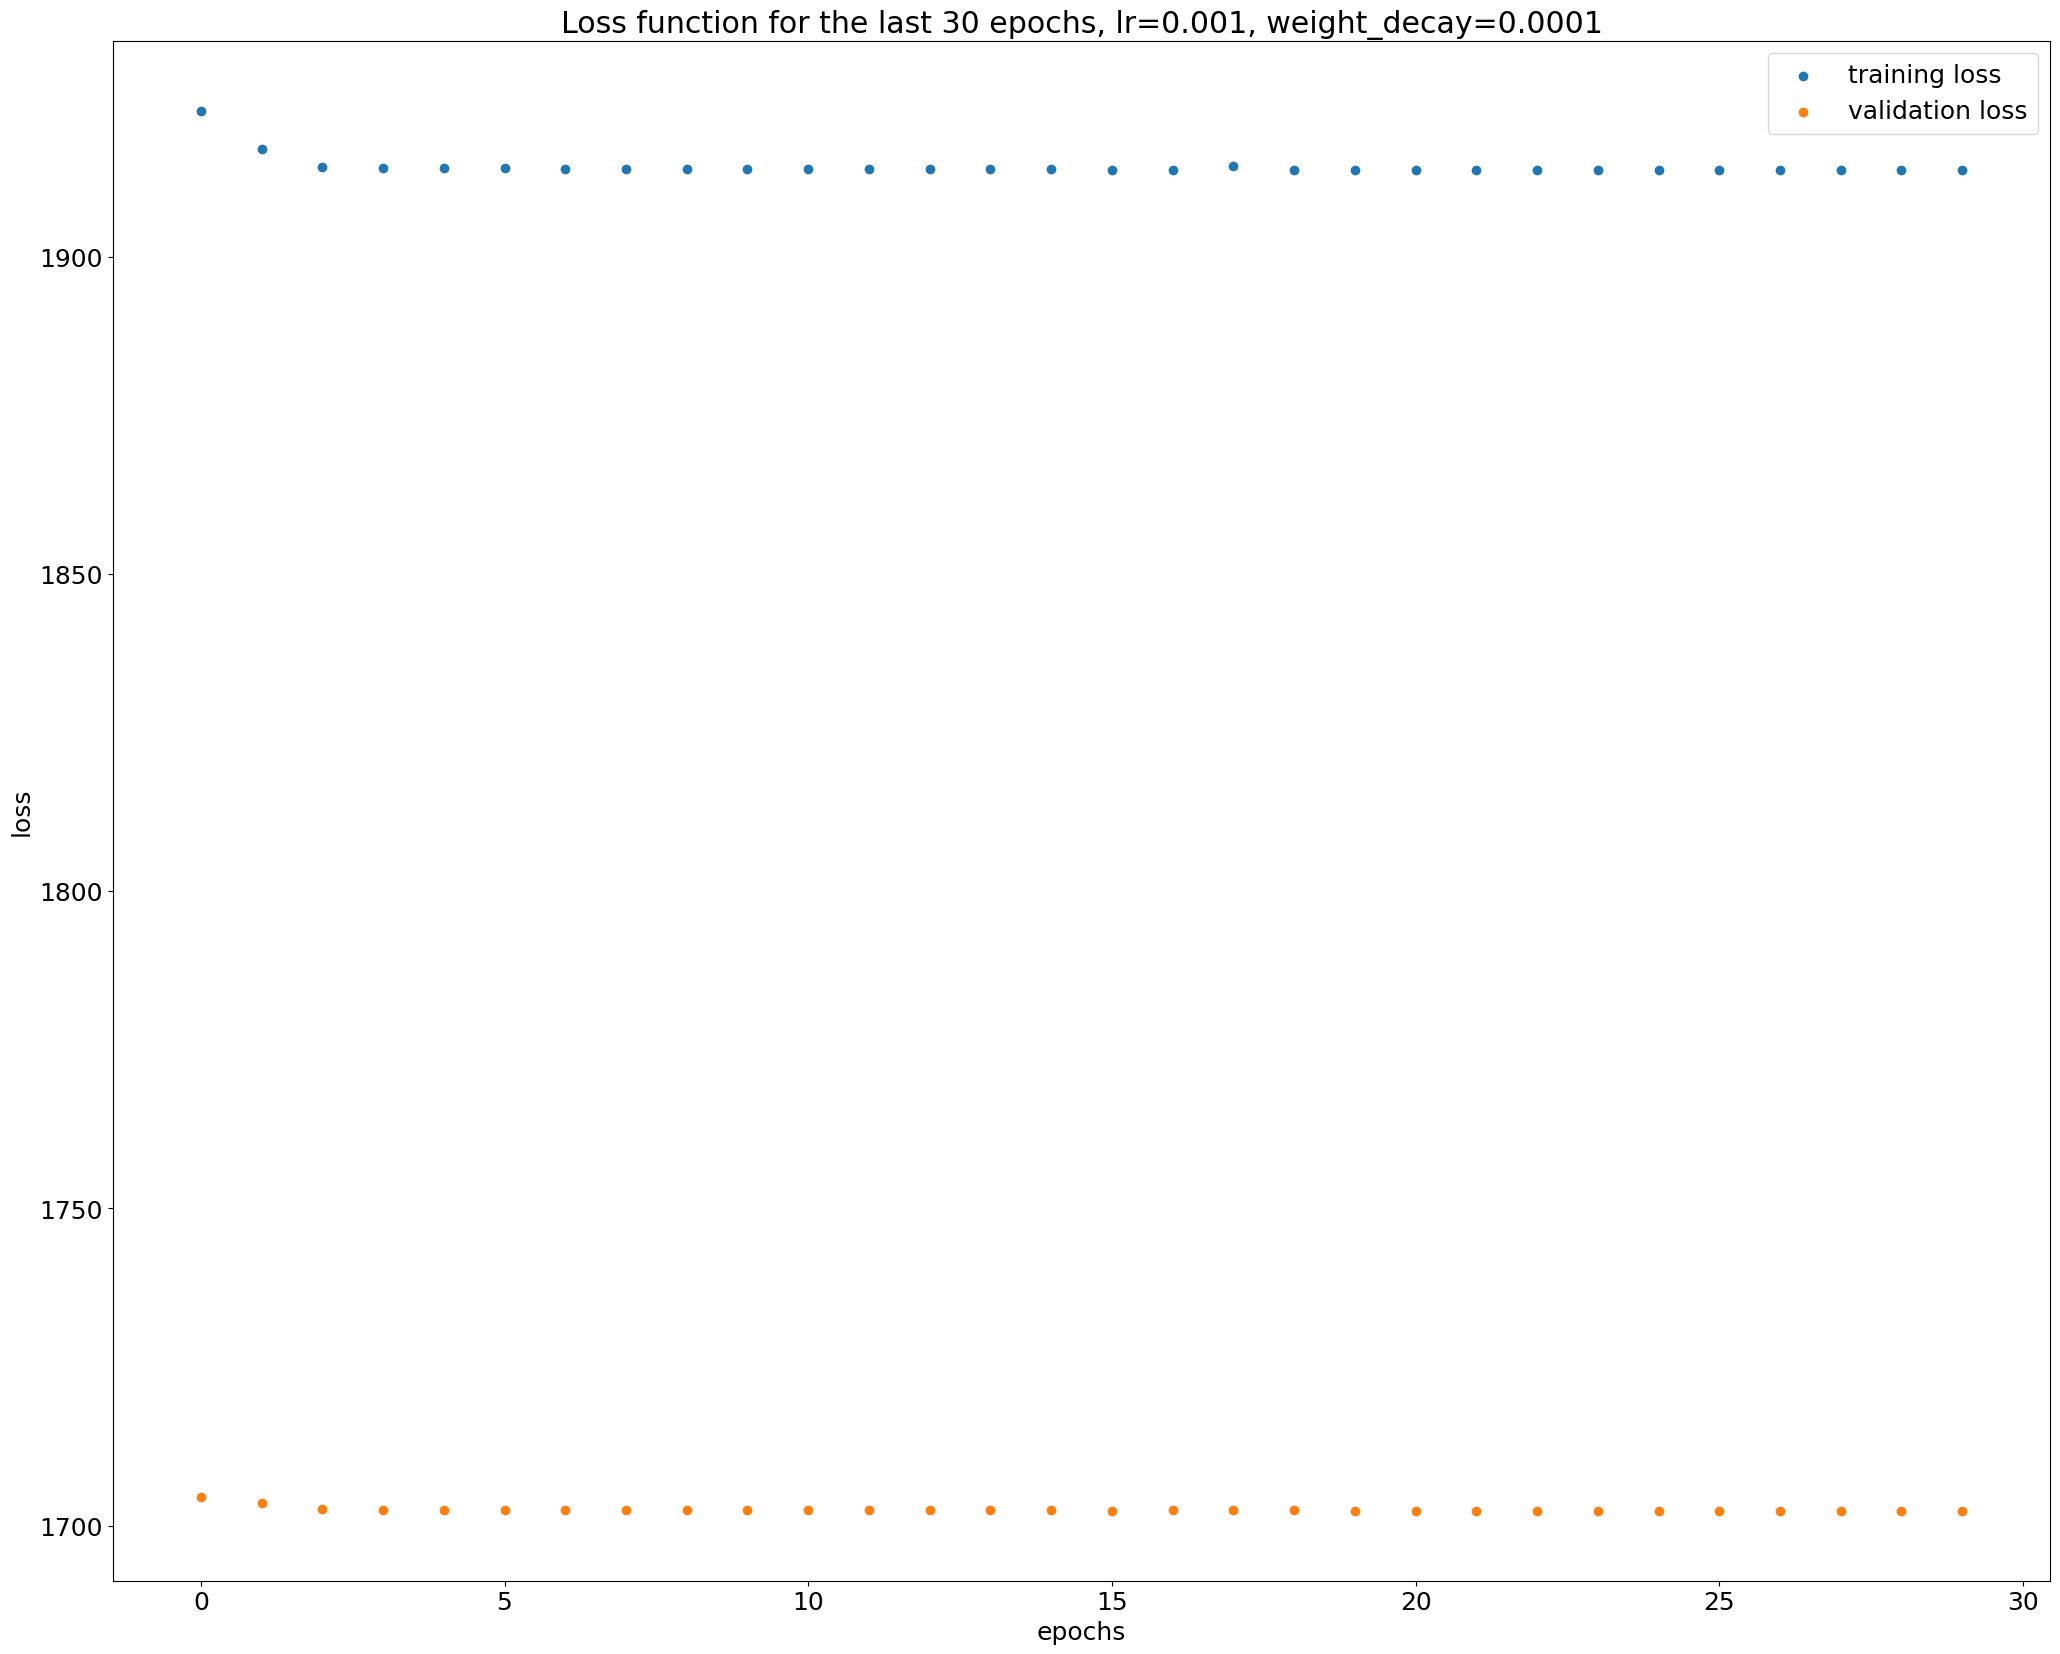 Loss function for the last 30 epochs, lr=0.001, weight_decay=0.0001
training loss
validation loss
1900
1850
1800
1750
1700
loss
0 5 10 15 20 25 30
epochs